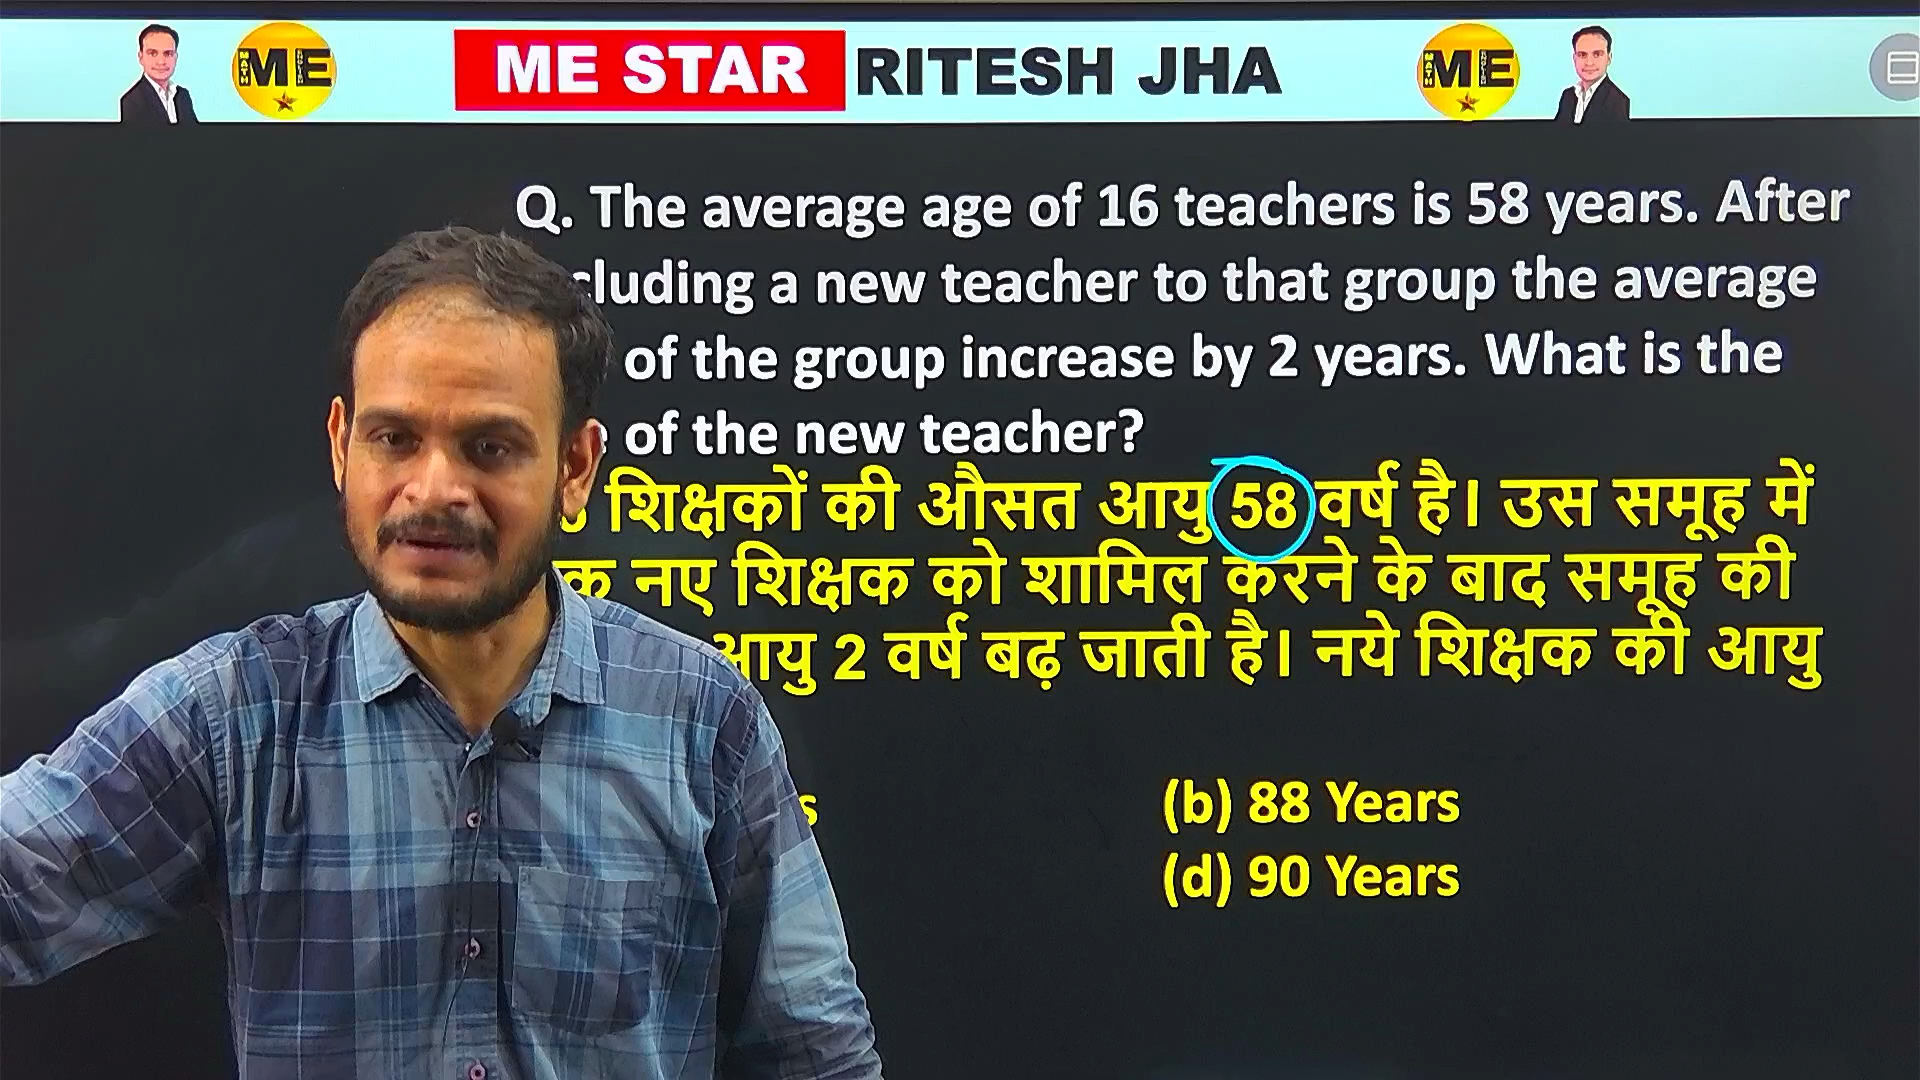 ME STAR RITESH JHA
ME
ME
Q. The average age of 16 teachers is 58 years. After
a new teacher to that group the average
of the group increase by 2 years. What is the
of the new teacher?
शिक्षकों की औसत आयु 58 वर्ष है। उस समूह में
नए शिक्षक को शामिल करने के बाद समूह की
आयु 2 वर्ष बढ़ जाती है। नये शिक्षक की आयु
(b) 88 Years
(d) 90 Years